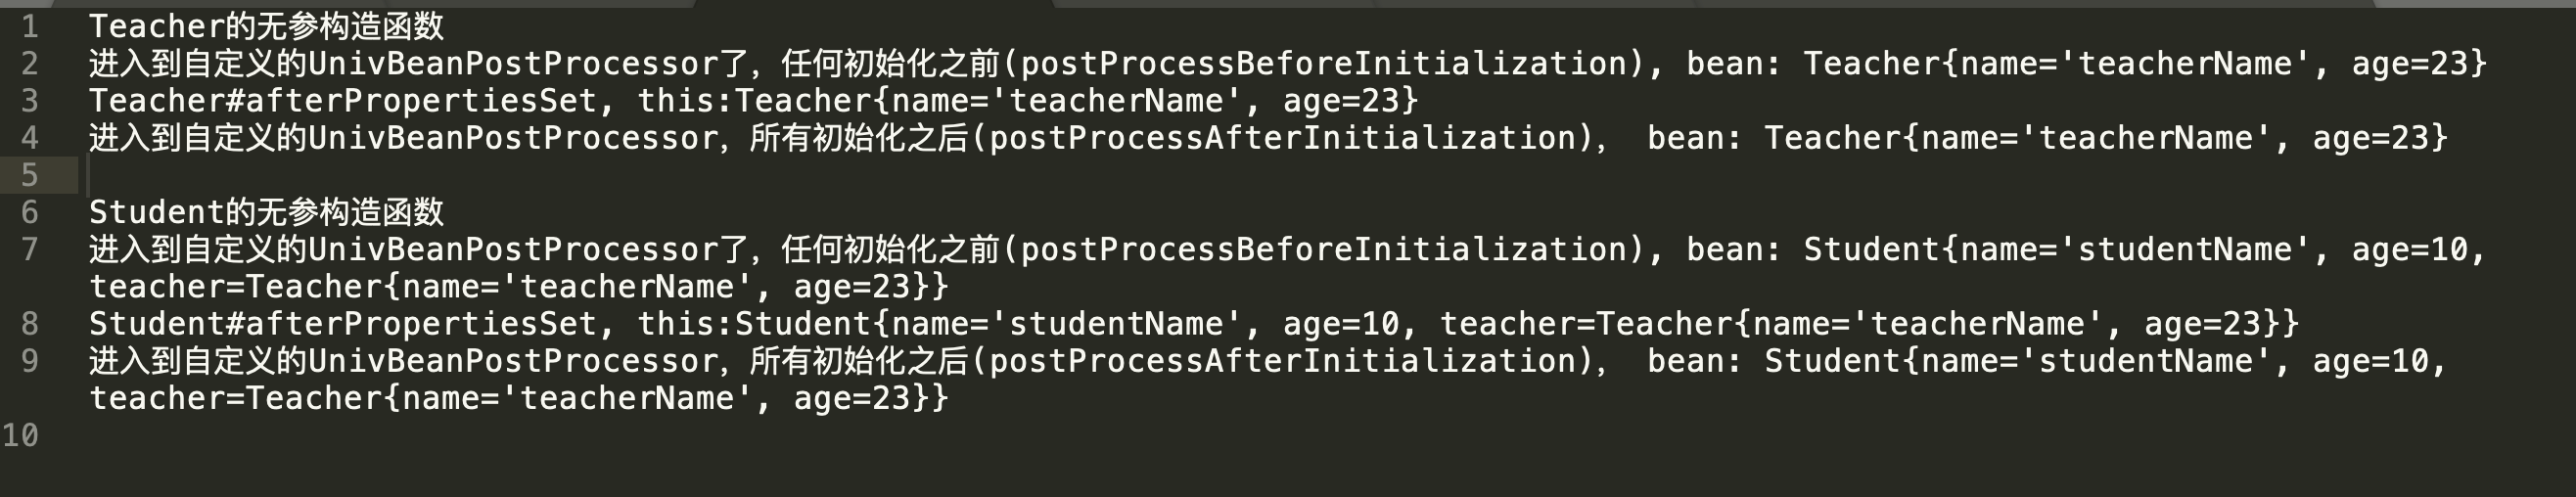 1 Teacher的无参构造函数
2 进入到自定义的UnivBeanPostProcessor了，任何初始化之前(postProcessBeforeInitialization), bean: Teacher{name='teacherName', age=23}
3 Teacher#afterPropertiesSet, this:Teacher{name='teacherName', age=23}
4 进入到自定义的UnivBeanPostProcessor，所有初始化之后(postProcessAfterInitialization)， bean: Teacher{name='teacherName', age=23}
5
6 Student的无参构造函数
7 进入到自定义的UnivBeanPostProcessor了，任何初始化之前(postProcessBeforeInitialization), bean: Student{name='studentName', age=10,
teacher=Teacher{name='teacherName', age=23}}
8 Student#afterPropertiesSet, this:Student{name='studentName', age=10, teacher=Teacher{name='teacherName', age=23}}
9 进入到自定义的UnivBeanPostProcessor，所有初始化之后(postProcessAfterInitialization)， bean: Student{name='studentName', age=10,
teacher=Teacher{name='teacherName', age=23}}
10